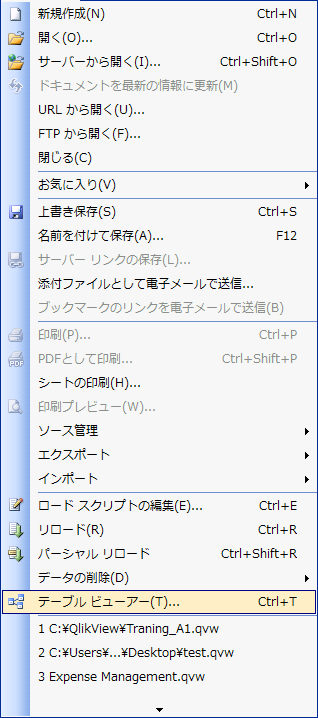 新規作成(N) Ctrl+N
開く(O)... Ctrl+O
サーバーから開く(I)... Ctrl+Shift+O
ドキュメントを最新の情報に更新(M)
URL から開く(U)...
FTP から開く(F)...
閉じる(C)
お気に入り(V)
上書き保存(S) Ctrl+S
名前を付けて保存(A)... F12
サーバー リンクの保存(L)...
添付ファイルとして電子メールで送信...
ブックマークのリンクを電子メールで送信(B)
印刷(P)... Ctrl+P
PDFとして印刷... Ctrl+Shift+P
シートの印刷(H)...
印刷プレビュー(W)...
ソース管理
エクスポート
インポート
ロード スクリプトの編集(E)... Ctrl+E
リロード(R) Ctrl+R
パーシャル リロード Ctrl+Shift+R
データの削除(D)
テーブル ビューアー(T)... Ctrl+T
1 C:¥QlikView¥Traning_A1.qvw
2 C:¥Users¥...¥Desktop¥test.qvw
3 Expense Management.qvw